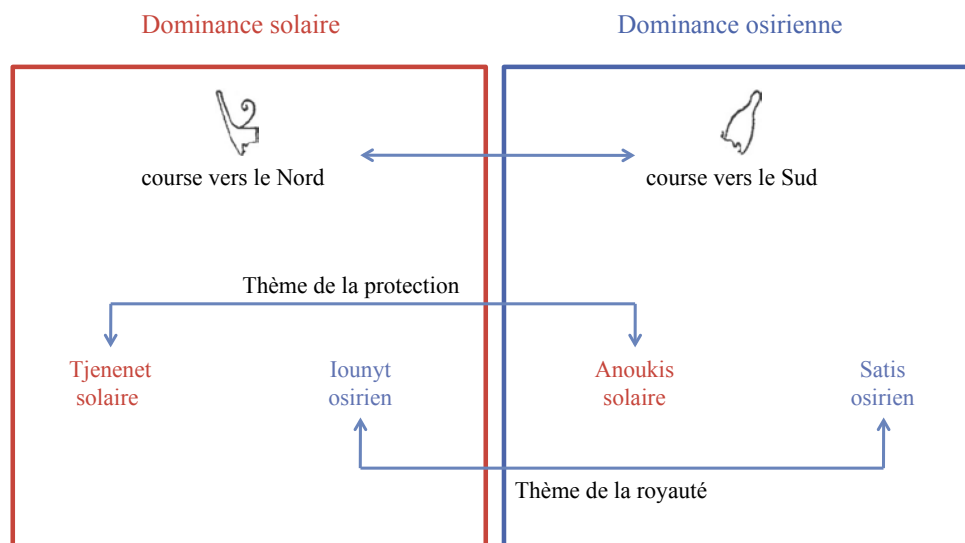 Dominance solaire
Dominance osirienne
course vers le Nord
course vers le Sud
Thème de la protection
Tjenenet
solaire
Iounyt
osirien
Anoukis
solaire
Satis
osirien
Thème de la royauté